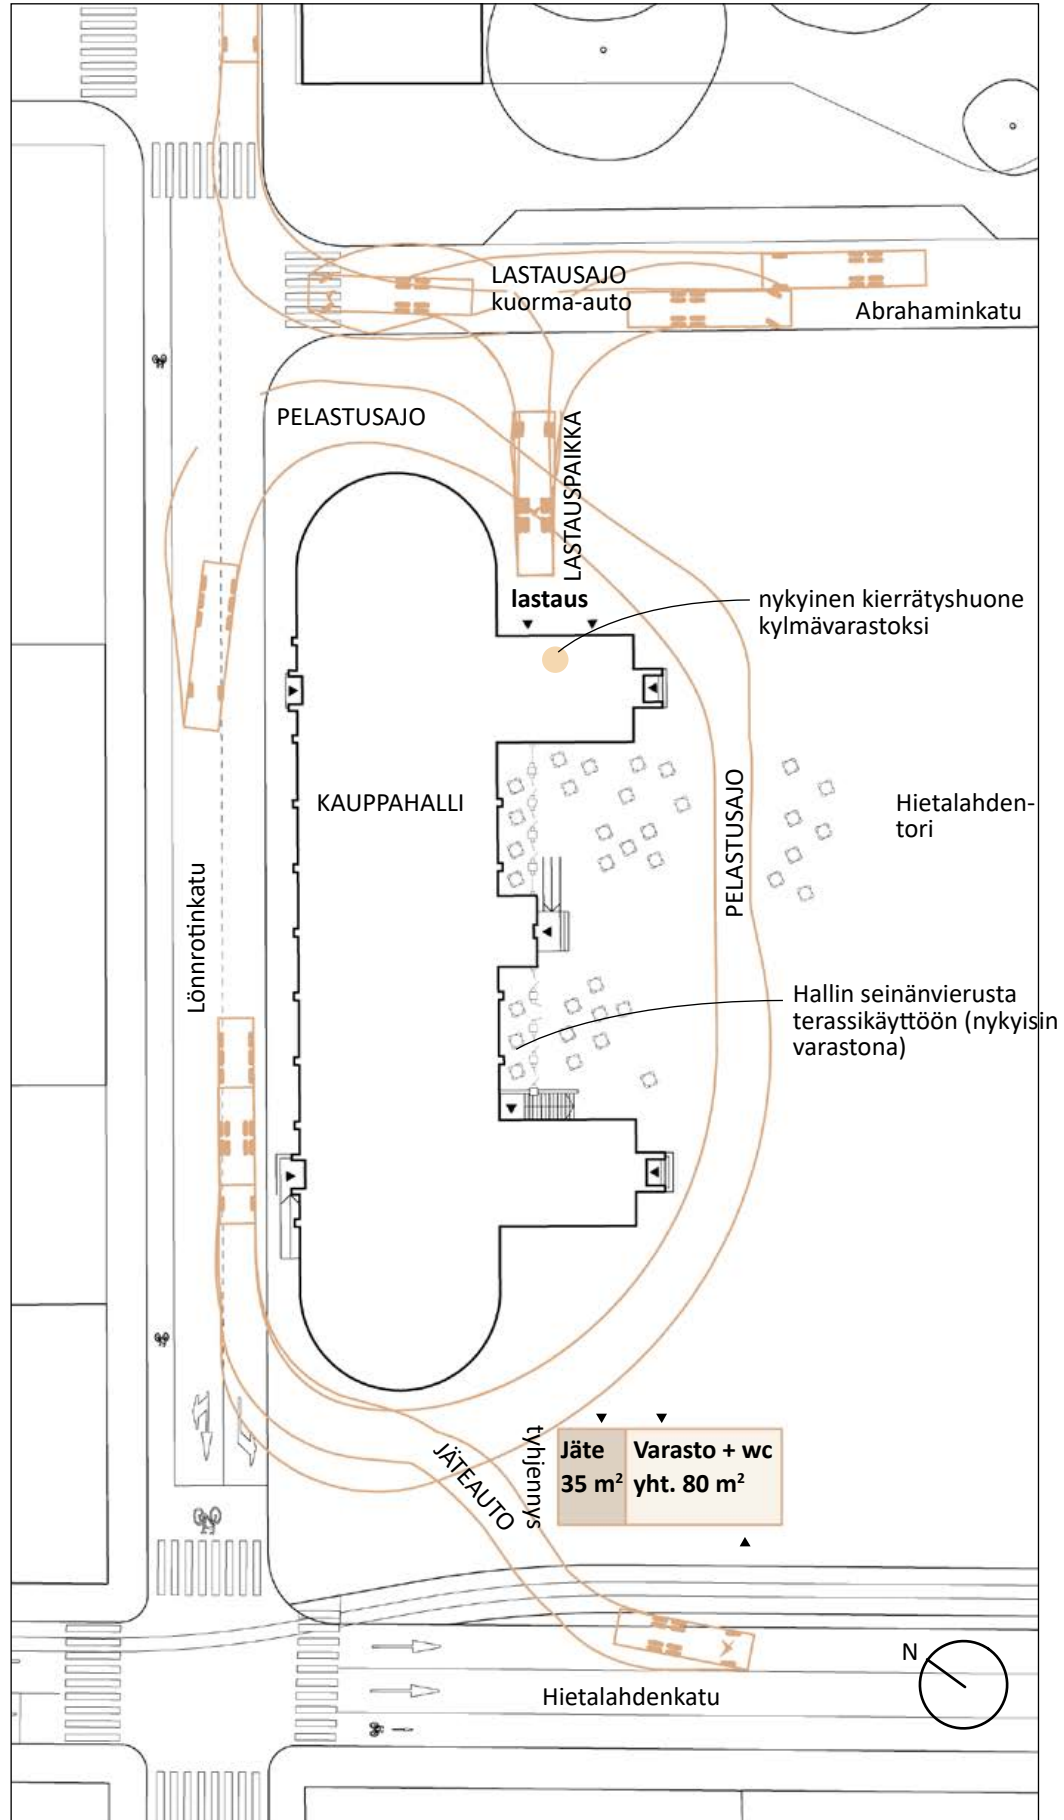 LASTAUSAJO
kuorma-auto
Abrahaminkatu
PELASTUSAJO
LASTAUSPAIKKA
lastaus
nykyinen kierrätyshuone
kylmävarastoksi
KAUPPAHALLI
PELASTUSAJO
Hietalahden-
tori
Lönnrotinkatu
Hallin seinänvierusta
terassikäyttöön (nykyisin
varastona)
JÄTEAUTO
tyhjennys
Jäte
35 m²
Varasto + wc
yht. 80 m²
N
Hietalahdenkatu